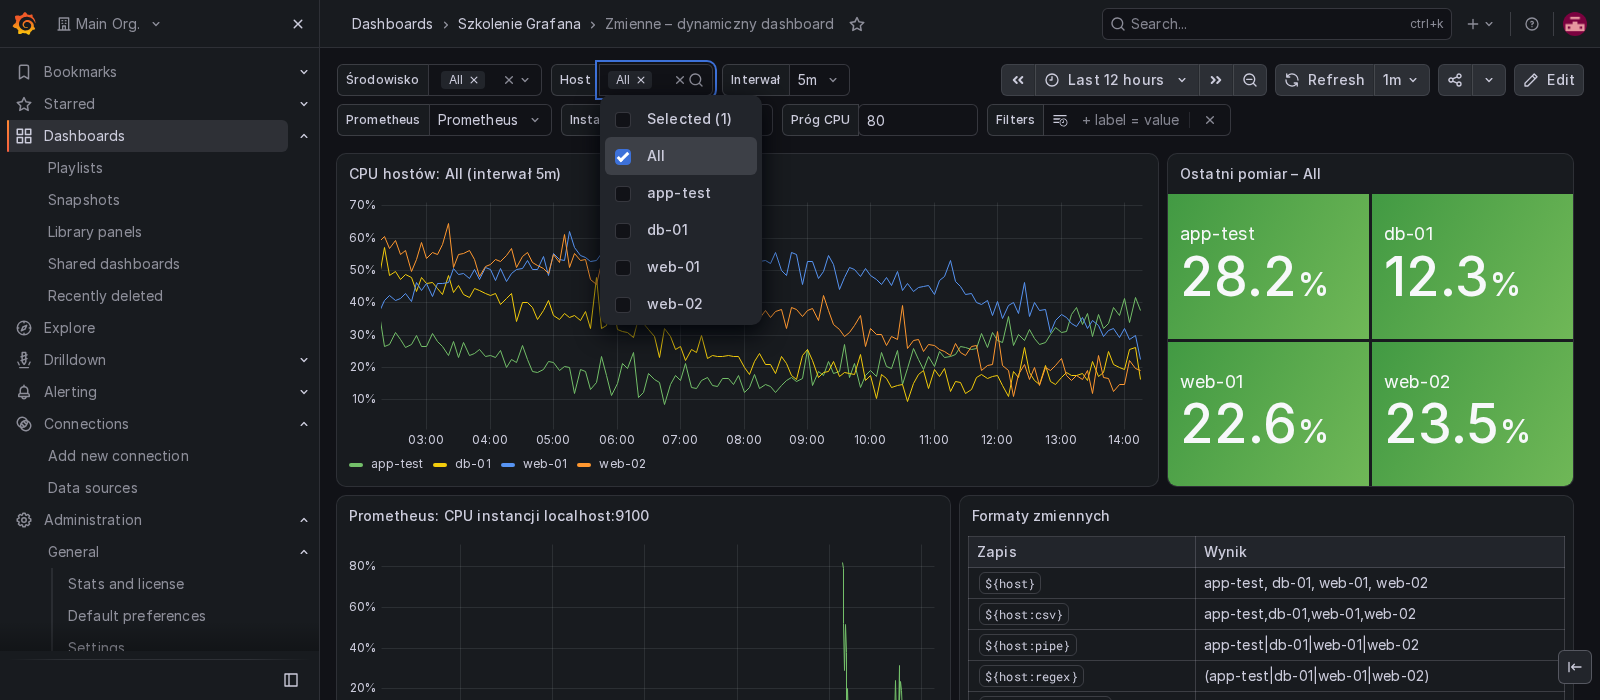 Main Org.
Dashboards › Szkolenie Grafana › Zmienne – dynamiczny dashboard
Search...
ctrl+k
Bookmarks
Starred
Dashboards
Playlists
Snapshots
Library panels
Shared dashboards
Recently deleted
Explore
Drilldown
Alerting
Connections
Add new connection
Data sources
Administration
General
Stats and license
Default preferences
Settings
Środowisko All
Host All
Interwał 5m
Last 12 hours
Refresh 1m
Edit
Prometheus Prometheus
Insta
Próg CPU 80
Filters + label = value
Selected (1)
All
app-test
db-01
web-01
web-02
CPU hostów: All (interwał 5m)
70%
60%
50%
40%
30%
20%
10%
03:00 04:00 05:00 06:00 07:00 08:00 09:00 10:00 11:00 12:00 13:00 14:00
app-test db-01 web-01 web-02
Ostatni pomiar – All
app-test
28.2%
db-01
12.3%
web-01
22.6%
web-02
23.5%
Prometheus: CPU instancji localhost:9100
80%
60%
40%
20%
Formaty zmiennych
Zapis Wynik
${host} app-test, db-01, web-01, web-02
${host:csv} app-test,db-01,web-01,web-02
${host:pipe} app-test|db-01|web-01|web-02
${host:regex} (app-test|db-01|web-01|web-02)